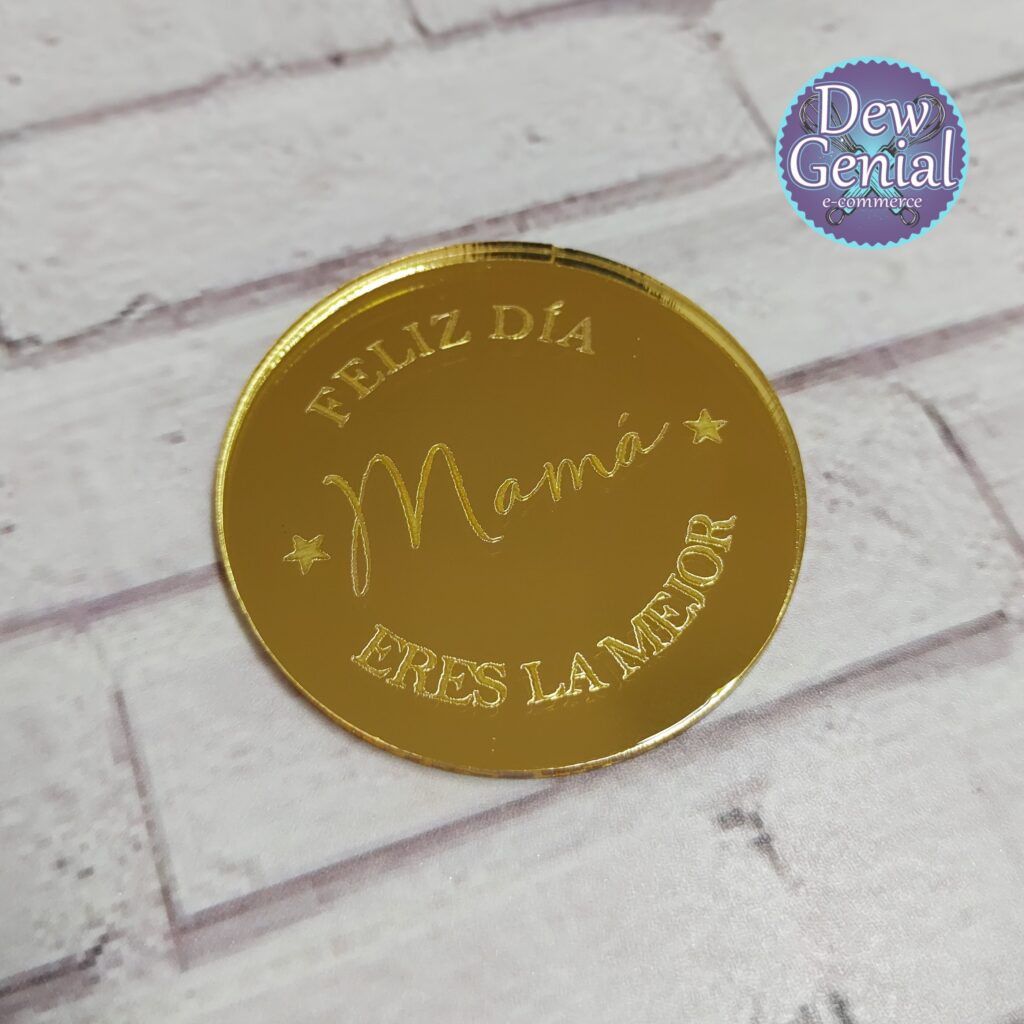 Dew
Genial
e-commerce
FELIZ DÍA
Mamá
ERES LA MEJOR